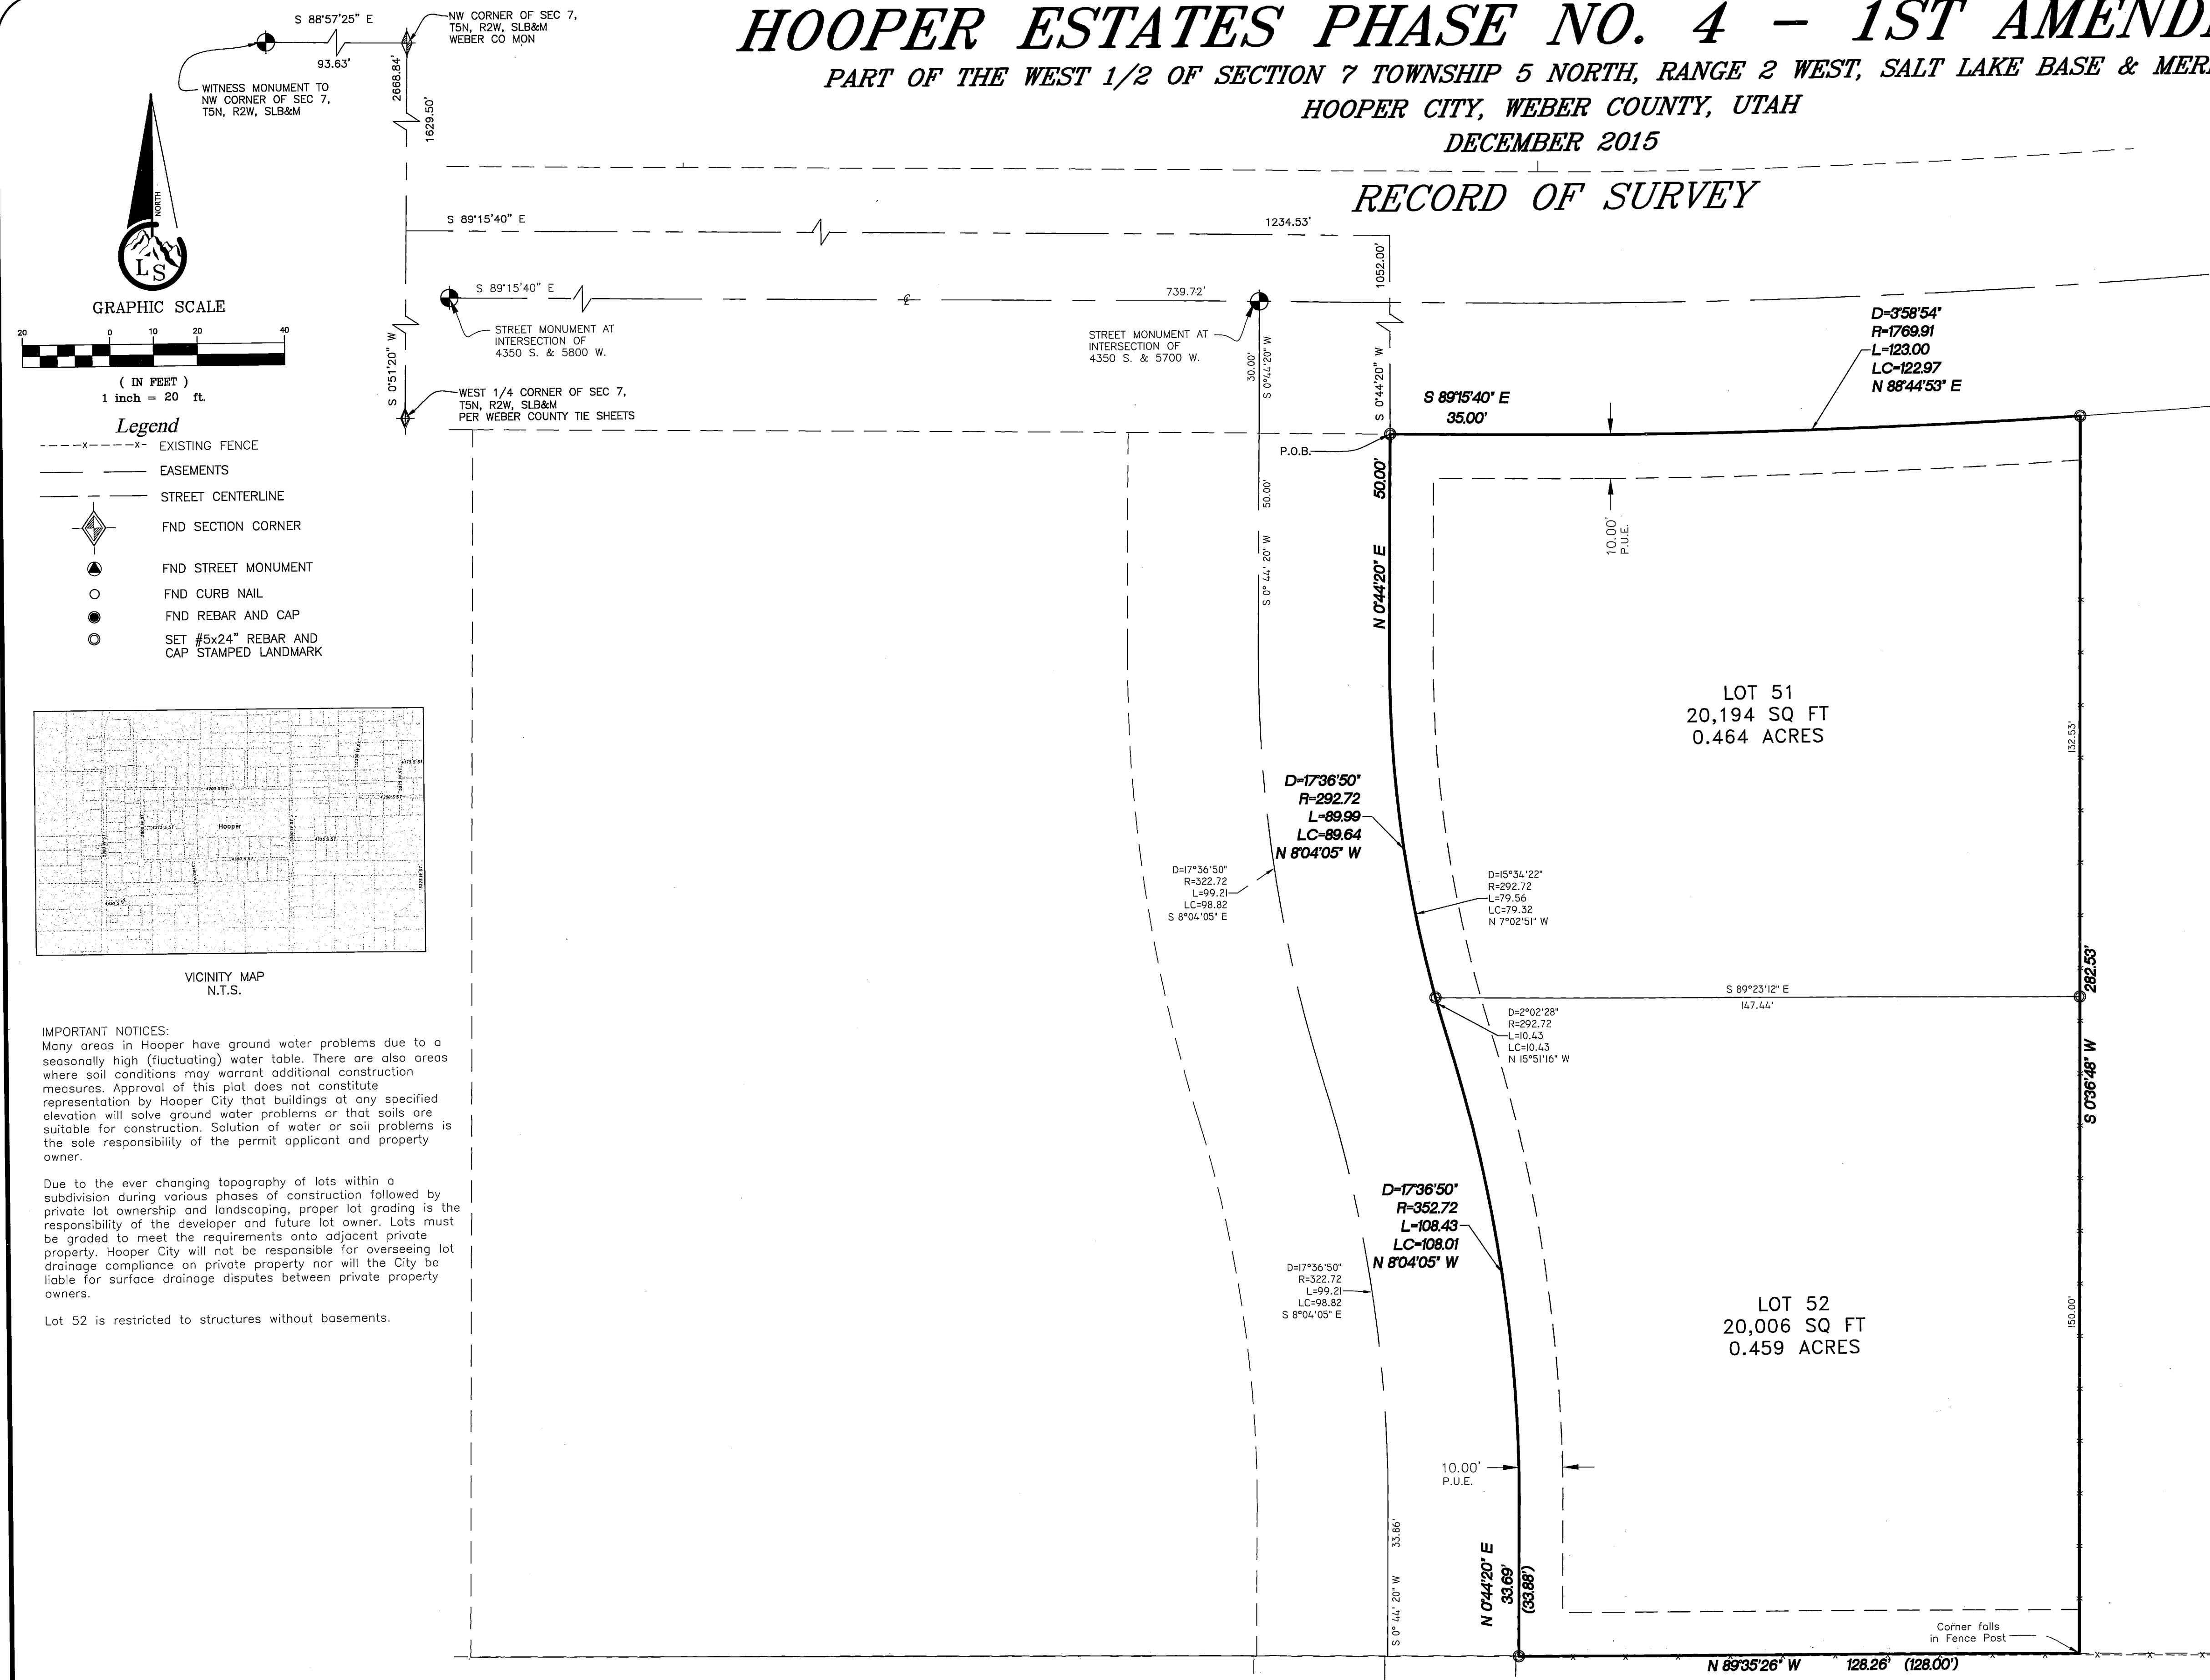 HOOPER ESTATES PHASE NO. 4 - 1ST AMEND
PART OF THE WEST 1/2 OF SECTION 7 TOWNSHIP 5 NORTH, RANGE 2 WEST, SALT LAKE BASE & MER
HOOPER CITY, WEBER COUNTY, UTAH
DECEMBER 2015
RECORD OF SURVEY
S 88°57'25" E
93.63'
NW CORNER OF SEC 7,
T5N, R2W, SLB&M
WEBER CO MON
WITNESS MONUMENT TO
NW CORNER OF SEC 7,
T5N, R2W, SLB&M
2668.84'
1629.50'
NORTH
LS
GRAPHIC SCALE
20 0 10 20 40
( IN FEET )
1 inch = 20 ft.
Legend
EXISTING FENCE
EASEMENTS
STREET CENTERLINE
FND SECTION CORNER
FND STREET MONUMENT
FND CURB NAIL
FND REBAR AND CAP
SET #5x24" REBAR AND
CAP STAMPED LANDMARK
Hooper
VICINITY MAP
N.T.S.
IMPORTANT NOTICES:
Many areas in Hooper have ground water problems due to a
seasonally high (fluctuating) water table. There are also areas
where soil conditions may warrant additional construction
measures. Approval of this plat does not constitute
representation by Hooper City that buildings at any specified
elevation will solve ground water problems or that soils are
suitable for construction. Solution of water or soil problems is
the sole responsibility of the permit applicant and property
owner.
Due to the ever changing topography of lots within a
subdivision during various phases of construction followed by
private lot ownership and landscaping, proper lot grading is the
responsibility of the developer and future lot owner. Lots must
be graded to meet the requirements onto adjacent private
property. Hooper City will not be responsible for overseeing lot
drainage compliance on private property nor will the City be
liable for surface drainage disputes between private property
owners.
Lot 52 is restricted to structures without basements.
S 89°15'40" E
1234.53'
S 89°15'40" E
739.72'
STREET MONUMENT AT
INTERSECTION OF
4350 S. & 5800 W.
STREET MONUMENT AT
INTERSECTION OF
4350 S. & 5700 W.
S 0°51'20" W
WEST 1/4 CORNER OF SEC 7,
T5N, R2W, SLB&M
PER WEBER COUNTY TIE SHEETS
30.00'
S 0°44'20" W
1052.00'
S 0°44'20" W
P.O.B.
S 89°15'40" E
35.00'
D=3°58'54"
R=1769.91
L=123.00
LC=122.97
N 88°44'53" E
50.00'
S 0° 44' 20" W
50.00'
N 0°44'20" E
10.00'
P.U.E.
LOT 51
20,194 SQ FT
0.464 ACRES
132.53'
D=17°36'50"
R=292.72
L=89.99
LC=89.64
N 8°04'05" W
D=17°36'50"
R=322.72
L=99.21
LC=98.82
S 8°04'05" E
D=15°34'22"
R=292.72
L=79.56
LC=79.32
N 7°02'51" W
S 89°23'12" E
147.44'
D=2°02'28"
R=292.72
L=10.43
LC=10.43
N 15°51'16" W
282.53'
S 0°36'48" W
D=17°36'50"
R=352.72
L=108.43
LC=108.01
N 8°04'05" W
D=17°36'50"
R=322.72
L=99.21
LC=98.82
S 8°04'05" E
LOT 52
20,006 SQ FT
0.459 ACRES
150.00'
10.00'
P.U.E.
33.86'
S 0° 44' 20" W
N 0°44'20" E
33.69'
(33.88')
Corner falls
in Fence Post
N 89°35'26" W 128.26' (128.00')